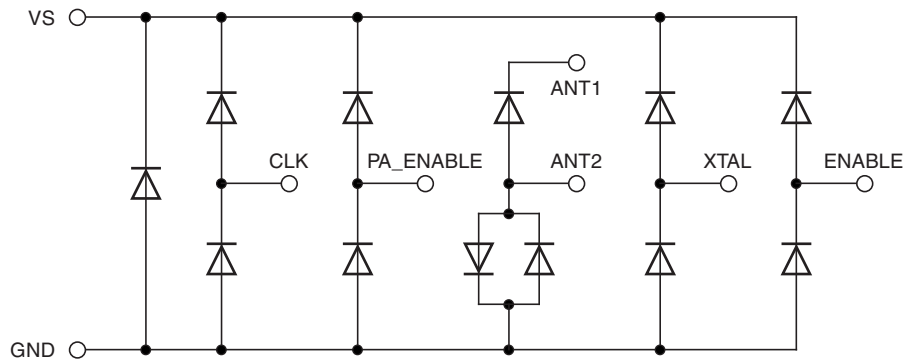 VS
ANT1
CLK
PA_ENABLE
ANT2
XTAL
ENABLE
GND